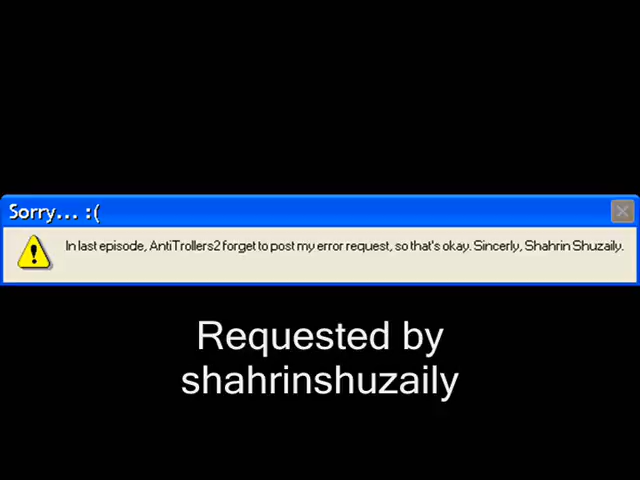 Sorry... :(
In last episode, AntiTrollers2 forget to post my error request, so that's okay. Sincerly, Shahrin Shuzaily.
Requested by
shahrinshuzaily